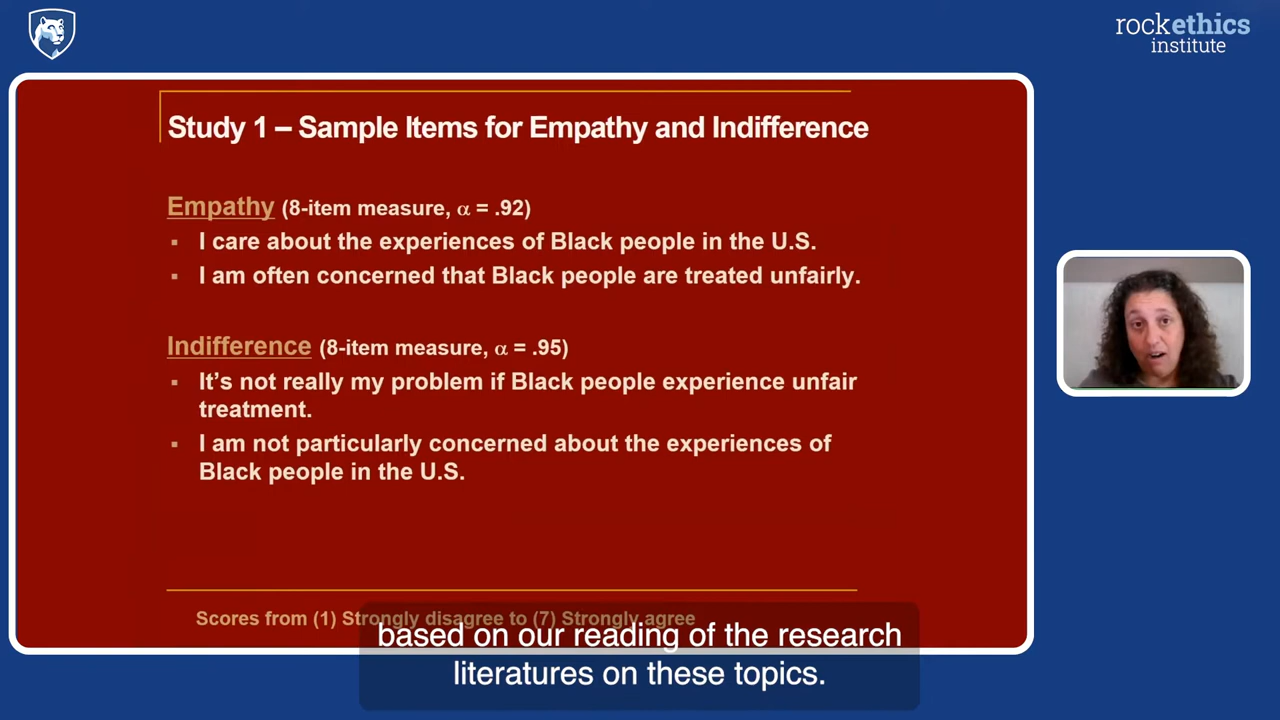 rockethics
institute
Study 1 – Sample Items for Empathy and Indifference
Empathy (8-item measure, α = .92)
▪ I care about the experiences of Black people in the U.S.
▪ I am often concerned that Black people are treated unfairly.
Indifference (8-item measure, α = .95)
▪ It’s not really my problem if Black people experience unfair
treatment.
▪ I am not particularly concerned about the experiences of
Black people in the U.S.
Scores from (1) Strongly disagree to (7) Strongly agree
based on our reading of the research
literatures on these topics.